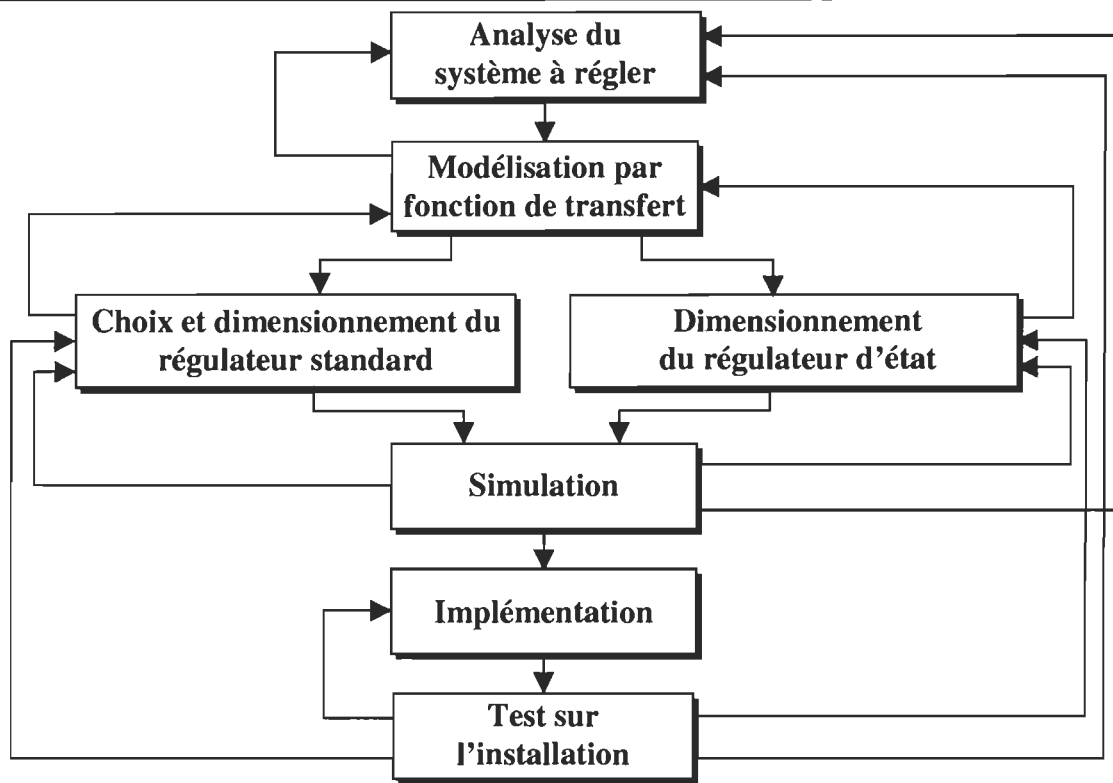 Analyse du
système à régler
Modélisation par
fonction de transfert
Choix et dimensionnement du
régulateur standard
Dimensionnement
du régulateur d'état
Simulation
Implémentation
Test sur
l'installation